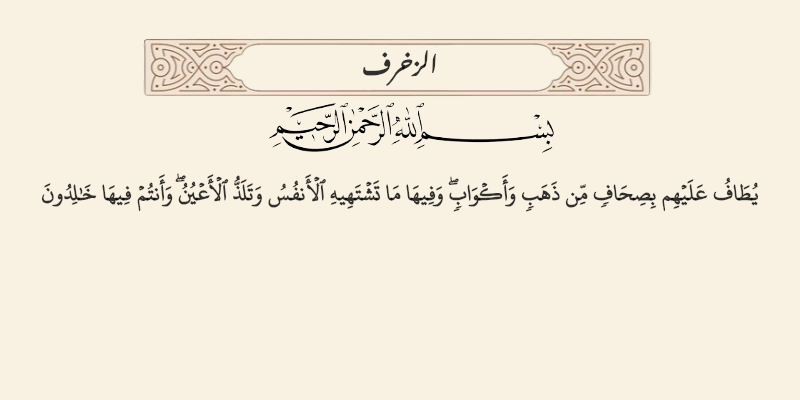 الزخرف
بِسْمِ ٱللَّهِ ٱلرَّحْمَٰنِ ٱلرَّحِيمِ
يُطَافُ عَلَيْهِم بِصِحَافٍ مِّن ذَهَبٍ وَأَكْوَابٍ ۖ وَفِيهَا مَا تَشْتَهِيهِ ٱلْأَنفُسُ وَتَلَذُّ ٱلْأَعْيُنُ ۖ وَأَنتُمْ فِيهَا خَـٰلِدُونَ